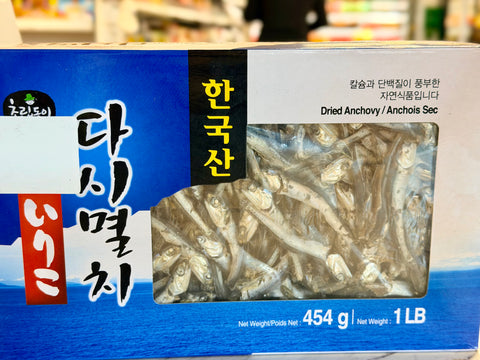 초립동이
다시멸치
いりこ
한국산
칼슘과 단백질이 풍부한
자연식품입니다
Dried Anchovy / Anchois Sec
Net Weight/Poids Net : 454 g / Net Weight : 1 LB